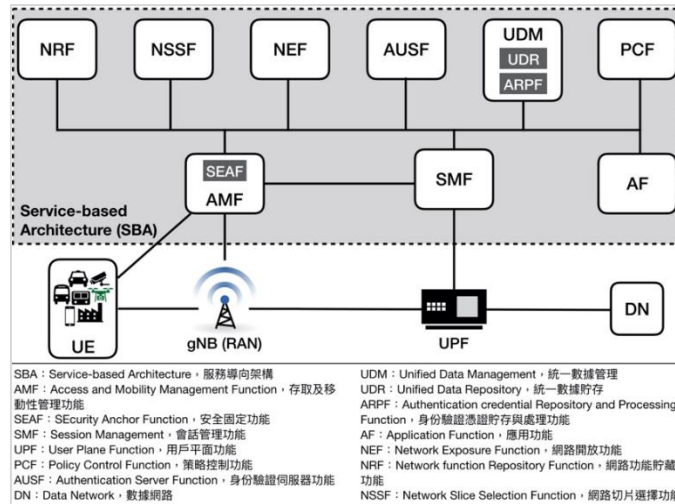 NRF
NSSF
NEF
AUSF
UDM
UDR
ARPF
PCF
SEAF
AMF
SMF
AF
Service-based
Architecture (SBA)
UE
gNB (RAN)
UPF
DN
SBA：Service-based Architecture，服務導向架構
AMF：Access and Mobility Management Function，存取及移
動性管理功能
SEAF：SEcurity Anchor Function，安全固定功能
SMF：Session Management，會話管理功能
UPF：User Plane Function，用戶平面功能
PCF：Policy Control Function，策略控制功能
AUSF：Authentication Server Function，身份驗證伺服器功能
DN：Data Network，數據網路
UDM：Unified Data Management，統一數據管理
UDR：Unified Data Repository，統一數據貯存
ARPF：Authentication credential Repository and Processing
Function，身份驗證憑證貯存與處理功能
AF：Application Function，應用功能
NEF：Network Exposure Function，網路開放功能
NRF：Network function Repository Function，網路功能貯藏
NSSF：Network Slice Selection Function，網路切片選擇功